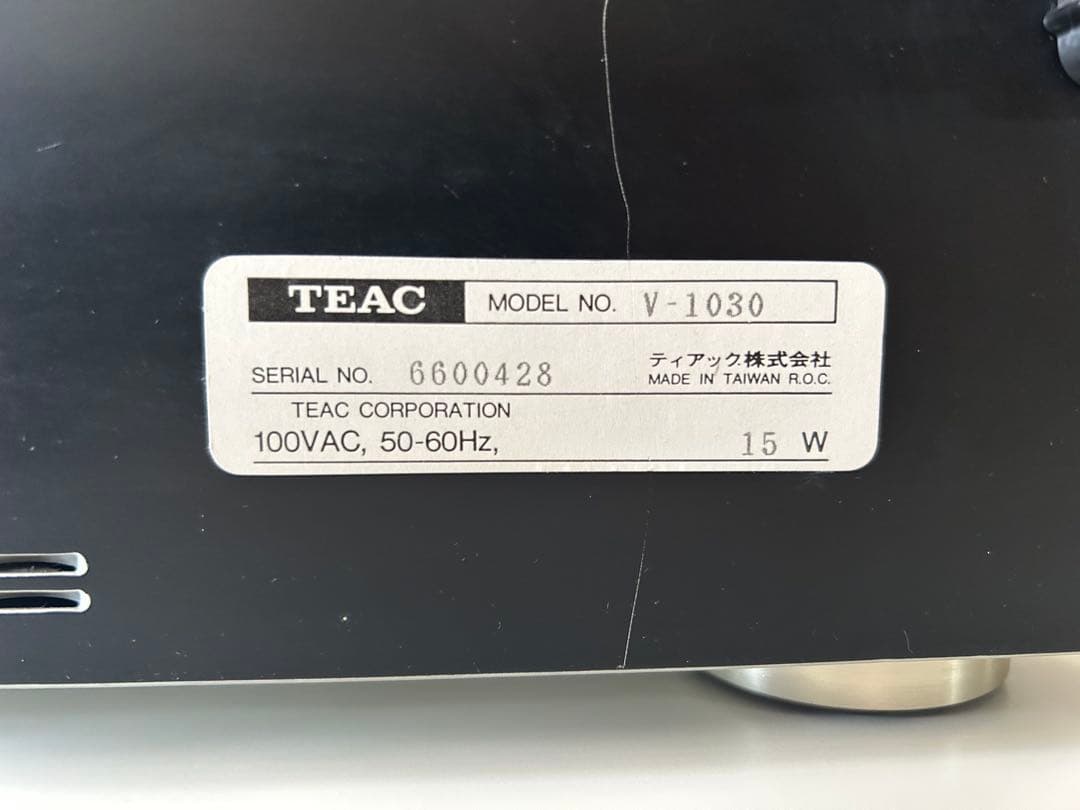 TEAC MODEL NO. V-1030
SERIAL NO. 6600428
ティアック株式会社
MADE IN TAIWAN R.O.C.
TEAC CORPORATION
100VAC, 50-60Hz, 15 W